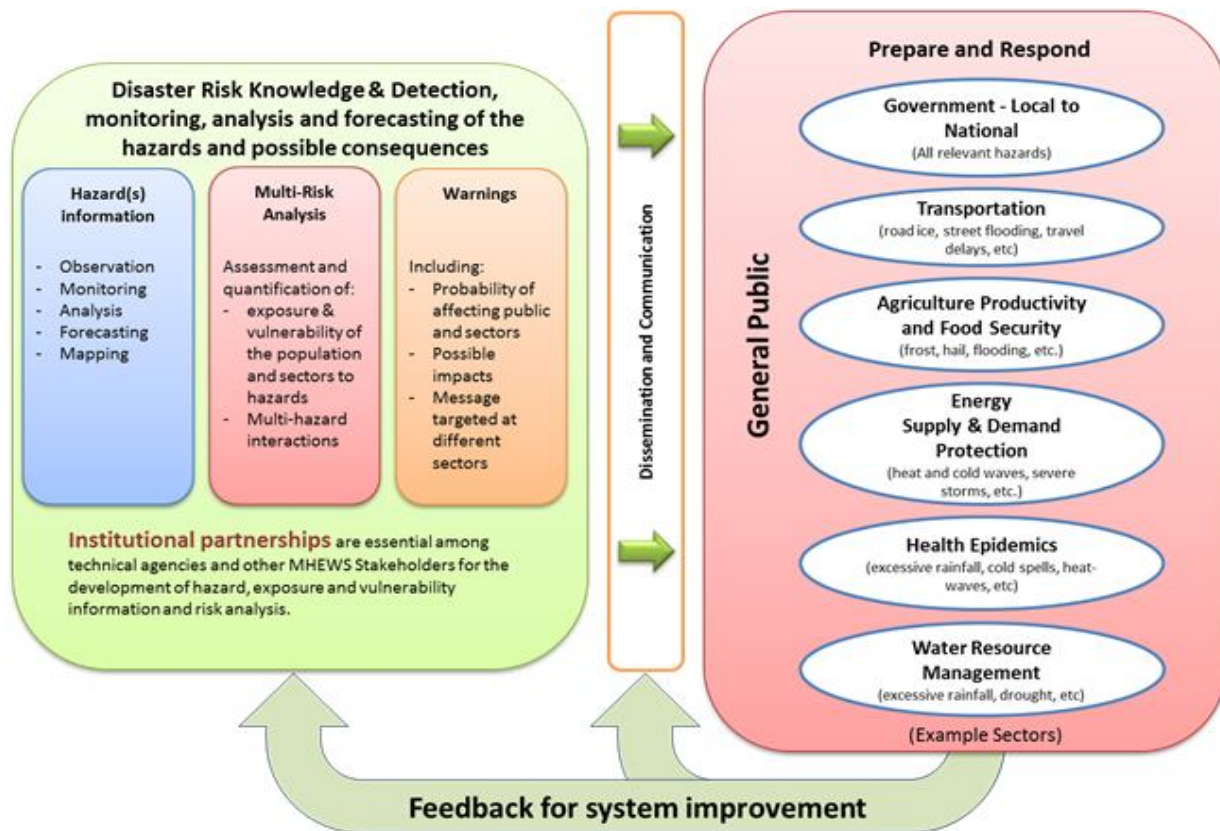 Disaster Risk Knowledge & Detection,
monitoring, analysis and forecasting of the
hazards and possible consequences
Hazard(s)
information
- Observation
- Monitoring
- Analysis
- Forecasting
- Mapping
Multi-Risk
Analysis
Assessment and
quantification of:
- exposure &
vulnerability of
the population
and sectors to
hazards
- Multi-hazard
interactions
Warnings
Including:
- Probability of
affecting public
and sectors
- Possible
impacts
- Message
targeted at
different
sectors
Institutional partnerships are essential among
technical agencies and other MHEWS Stakeholders for the
development of hazard, exposure and vulnerability
information and risk analysis.
Dissemination and Communication
General Public
Prepare and Respond
Government - Local to
National
(All relevant hazards)
Transportation
(road ice, street flooding, travel
delays, etc)
Agriculture Productivity
and Food Security
(frost, hail, flooding, etc.)
Energy
Supply & Demand
Protection
(heat and cold waves, severe
storms, etc.)
Health Epidemics
(excessive rainfall, cold spells, heat-
waves, etc)
Water Resource
Management
(excessive rainfall, drought, etc)
(Example Sectors)
Feedback for system improvement